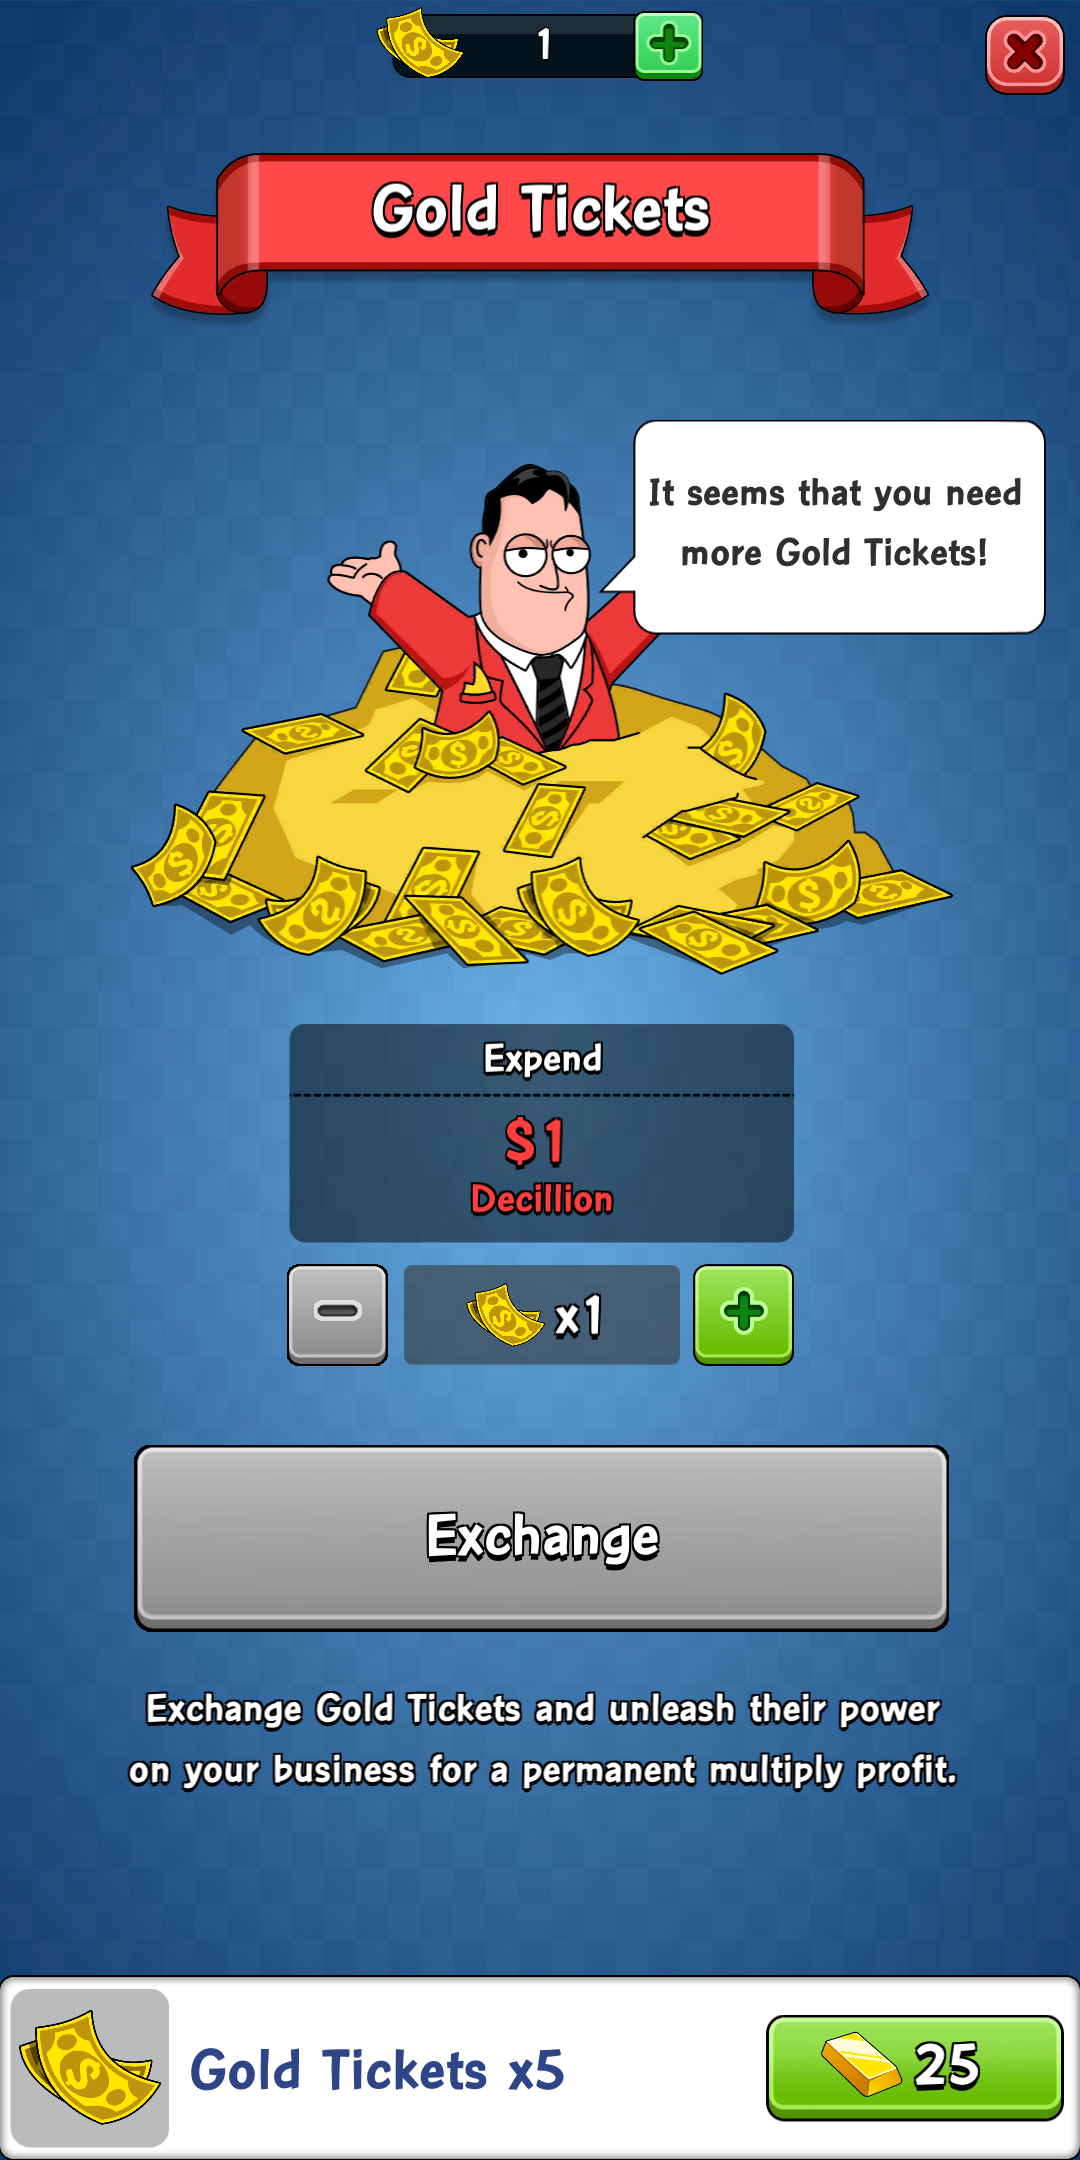 1
Gold Tickets
It seems that you need
more Gold Tickets!
Expend
$1
Decillion
x1
Exchange
Exchange Gold Tickets and unleash their power
on your business for a permanent multiply profit.
Gold Tickets x5
25